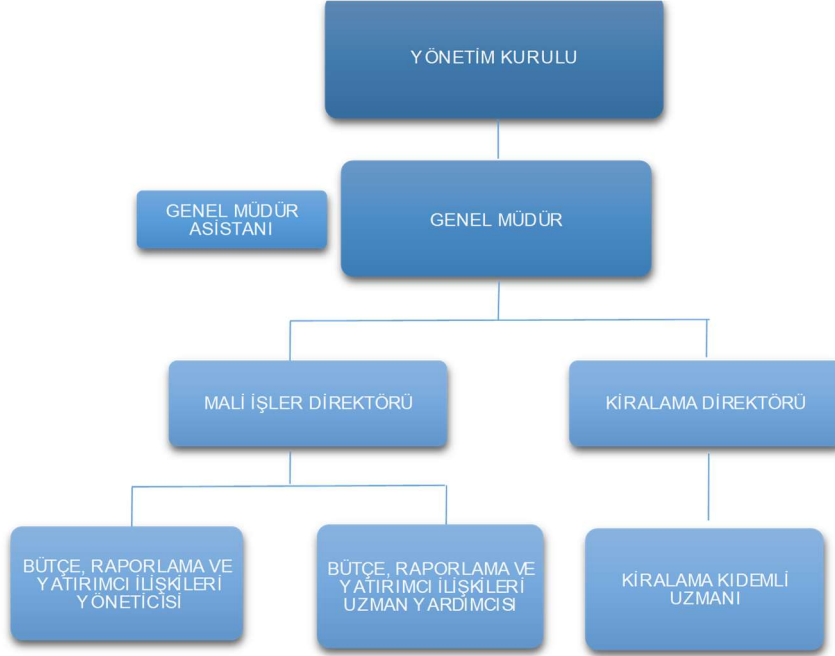 YÖNETİM KURULU
GENEL MÜDÜR
ASİSTANI
GENEL MÜDÜR
MALİ İŞLER DİREKTÖRÜ
KİRALAMA DİREKTÖRÜ
BÜTÇE, RAPORLAMA VE
YATIRIMCI İLİŞKİLERİ
YÖNETİCİSİ
BÜTÇE, RAPORLAMA VE
YATIRIMCI İLİŞKİLERİ
UZMAN YARDIMCISI
KİRALAMA KIDEMLİ
UZMANI